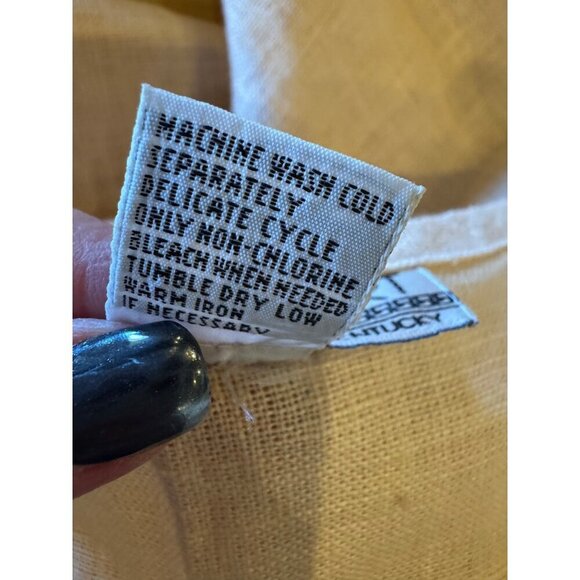 MACHINE WASH COLD
SEPARATELY
DELICATE CYCLE
ONLY NON-CHLORINE
BLEACH WHEN NEEDED
TUMBLE DRY LOW
WARM IRON
IF NECESSARY